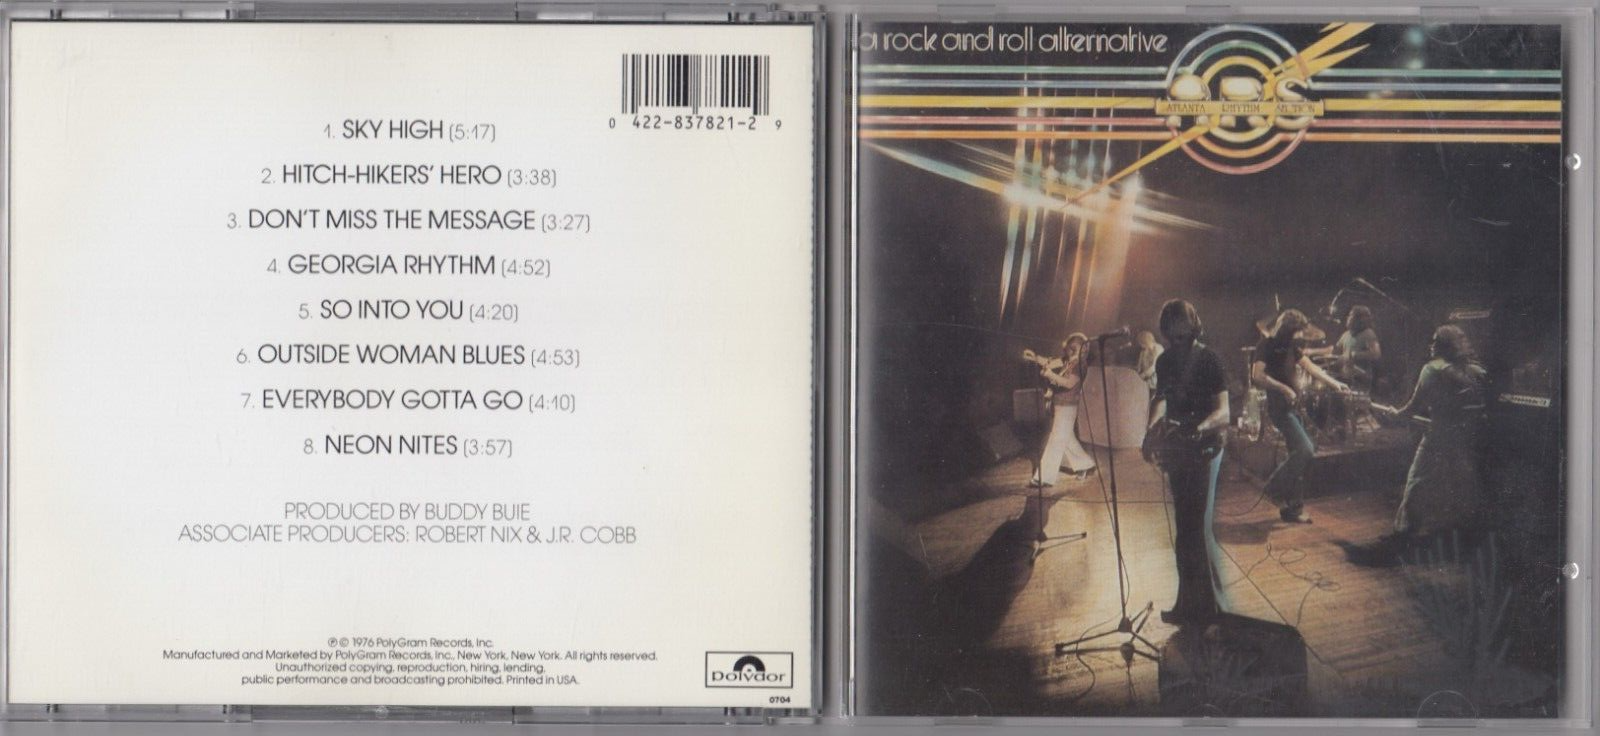 0 422-837821-2 9
1. SKY HIGH (5:17)
2. HITCH-HIKERS' HERO (3:38)
3. DON'T MISS THE MESSAGE (3:27)
4. GEORGIA RHYTHM (4:52)
5. SO INTO YOU (4:20)
6. OUTSIDE WOMAN BLUES (4:53)
7. EVERYBODY GOTTA GO (4:10)
8. NEON NITES (3:57)
PRODUCED BY BUDDY BUIE
ASSOCIATE PRODUCERS: ROBERT NIX & J.R. COBB
℗ © 1976 PolyGram Records, Inc.
Manufactured and Marketed by PolyGram Records, Inc., New York, New York. All rights reserved.
Unauthorized copying, reproduction, hiring, lending,
public performance and broadcasting prohibited. Printed in USA.
Polydor
0704
a rock and roll alternative
ARS
ATLANTA RHYTHM SECTION